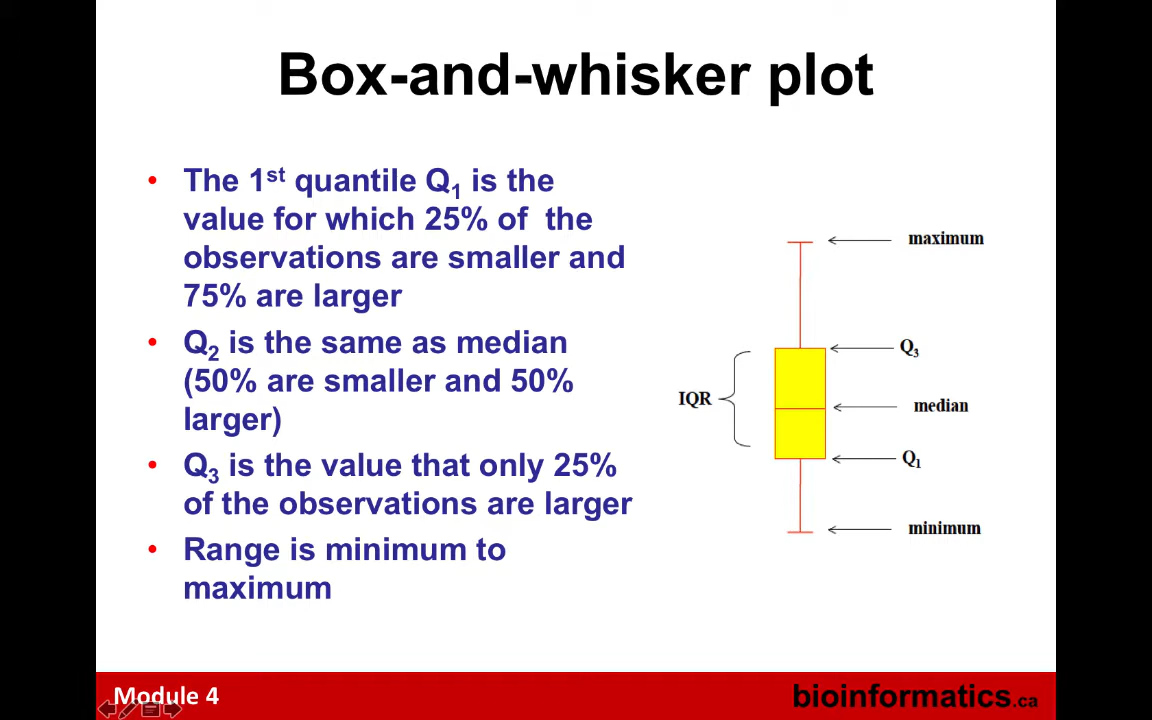 Box-and-whisker plot
• The 1st quantile Q1 is the
value for which 25% of  the
observations are smaller and
75% are larger
• Q2 is the same as median
(50% are smaller and 50%
larger)
• Q3 is the value that only 25%
of the observations are larger
• Range is minimum to
maximum
maximum
Q3
IQR
median
Q1
minimum
Module 4
bioinformatics.ca